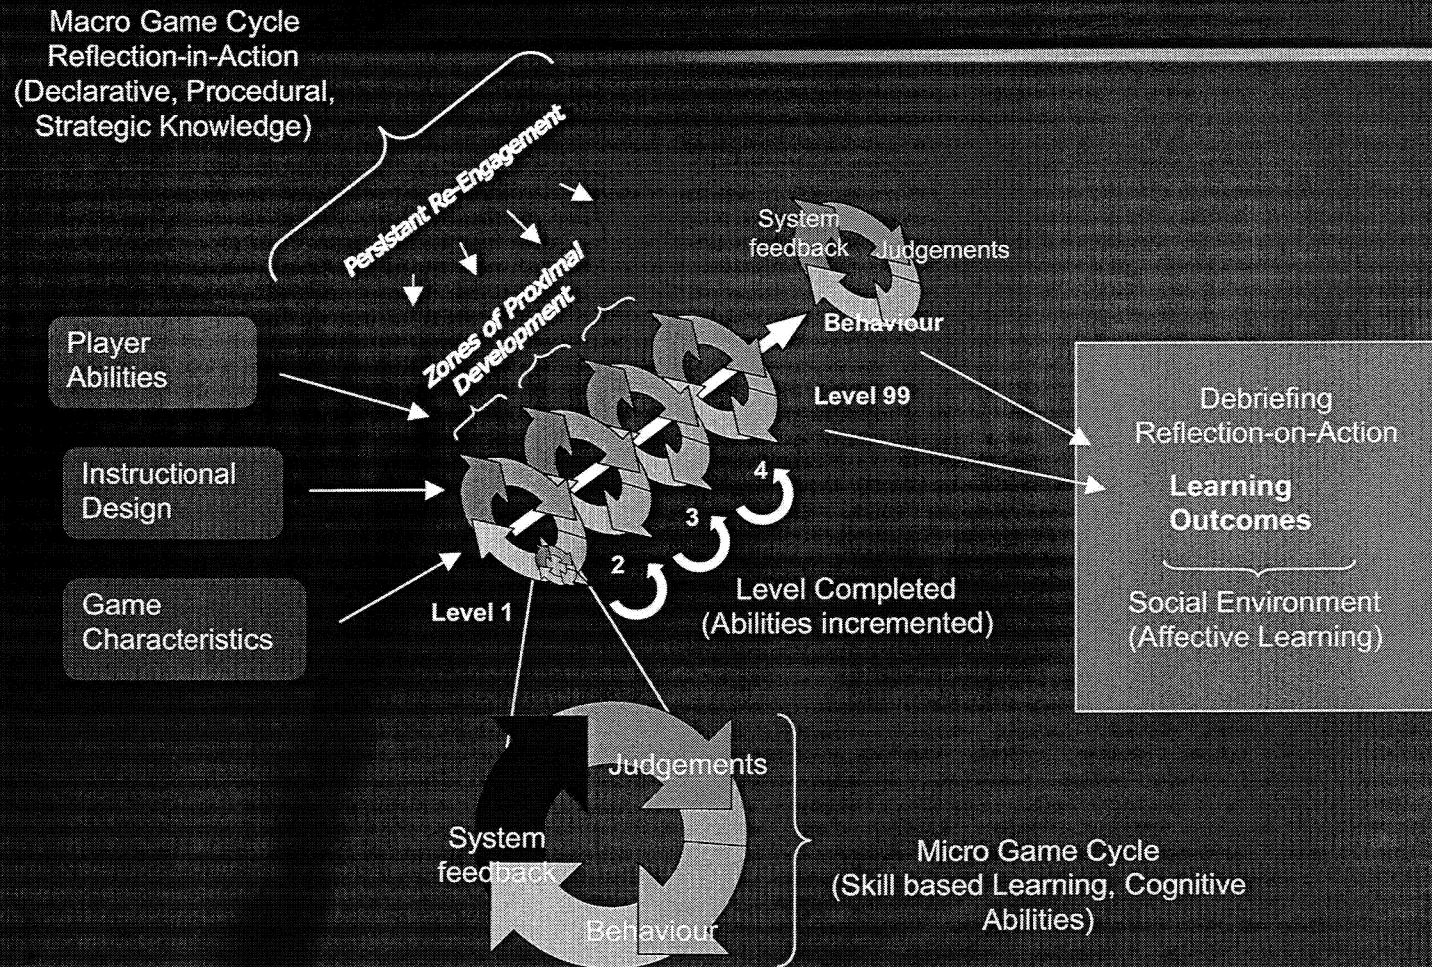 Macro Game Cycle
Reflection-in-Action
(Declarative, Procedural,
Strategic Knowledge)
Persistant Re-Engagement
Zones of Proximal
Development
System
feedback
Judgements
Behaviour
Player
Abilities
Instructional
Design
Game
Characteristics
Level 1
2
3
4
Level 99
Level Completed
(Abilities incremented)
Debriefing
Reflection-on-Action
Learning
Outcomes
Social Environment
(Affective Learning)
Judgements
System
feedback
Behaviour
Micro Game Cycle
(Skill based Learning, Cognitive
Abilities)